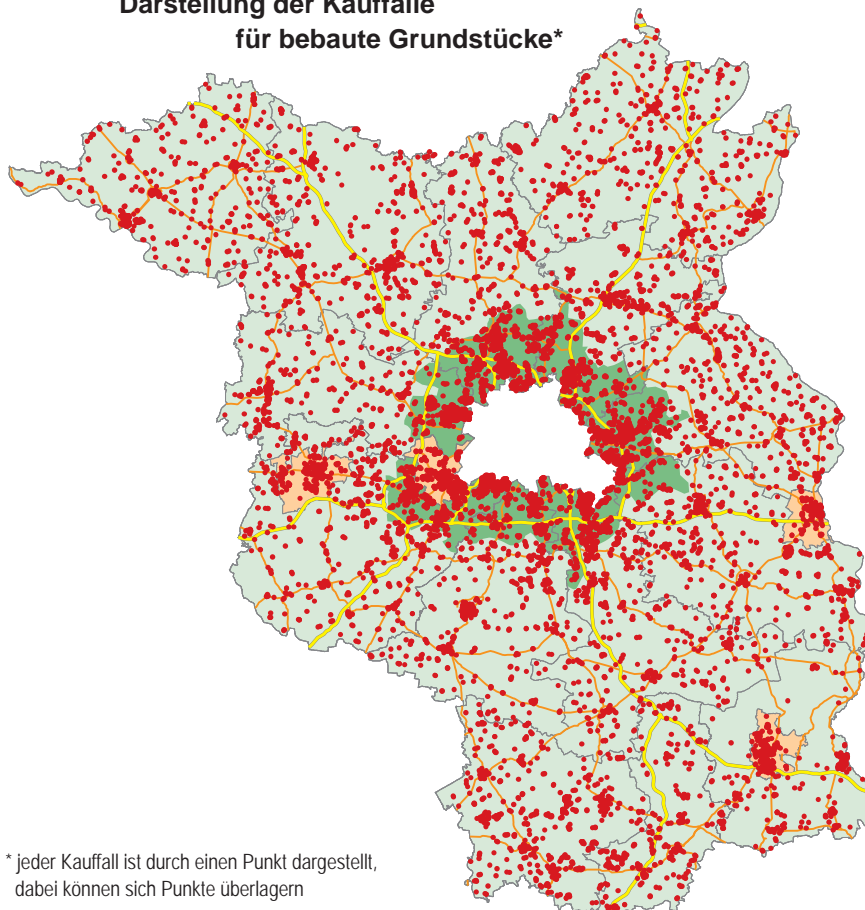 Darstellung der Kauffälle
für bebaute Grundstücke*
* jeder Kauffall ist durch einen Punkt dargestellt,
dabei können sich Punkte überlagern